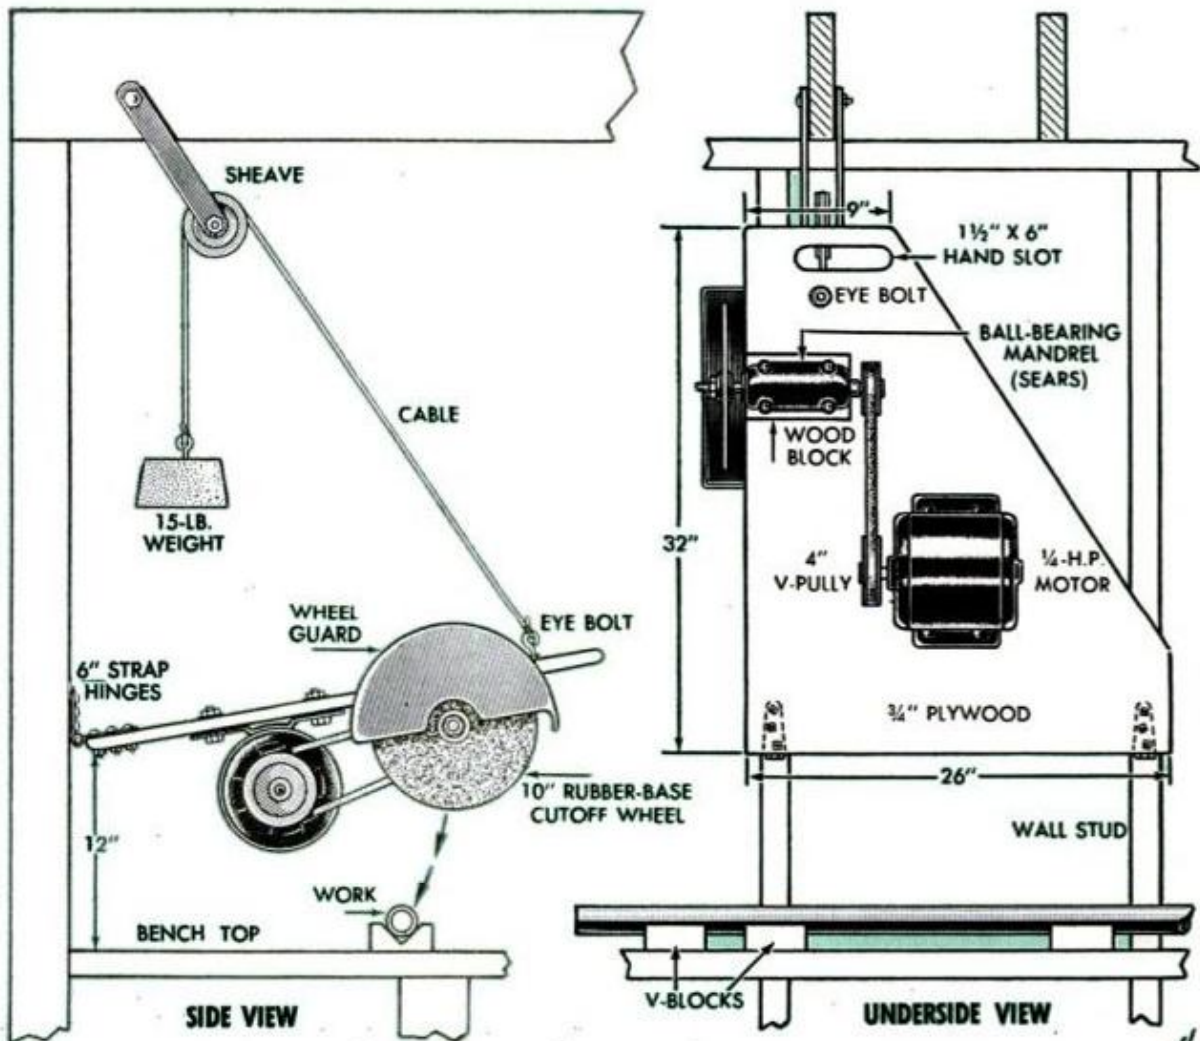 SHEAVE
CABLE
15-LB.
WEIGHT
WHEEL
GUARD
EYE BOLT
6" STRAP
HINGES
10" RUBBER-BASE
CUTOFF WHEEL
12"
WORK
BENCH TOP
SIDE VIEW
9"
1½" X 6"
HAND SLOT
EYE BOLT
BALL-BEARING
MANDREL
(SEARS)
WOOD
BLOCK
32"
4"
V-PULLY
¼-H.P.
MOTOR
¾" PLYWOOD
26"
WALL STUD
V-BLOCKS
UNDERSIDE VIEW